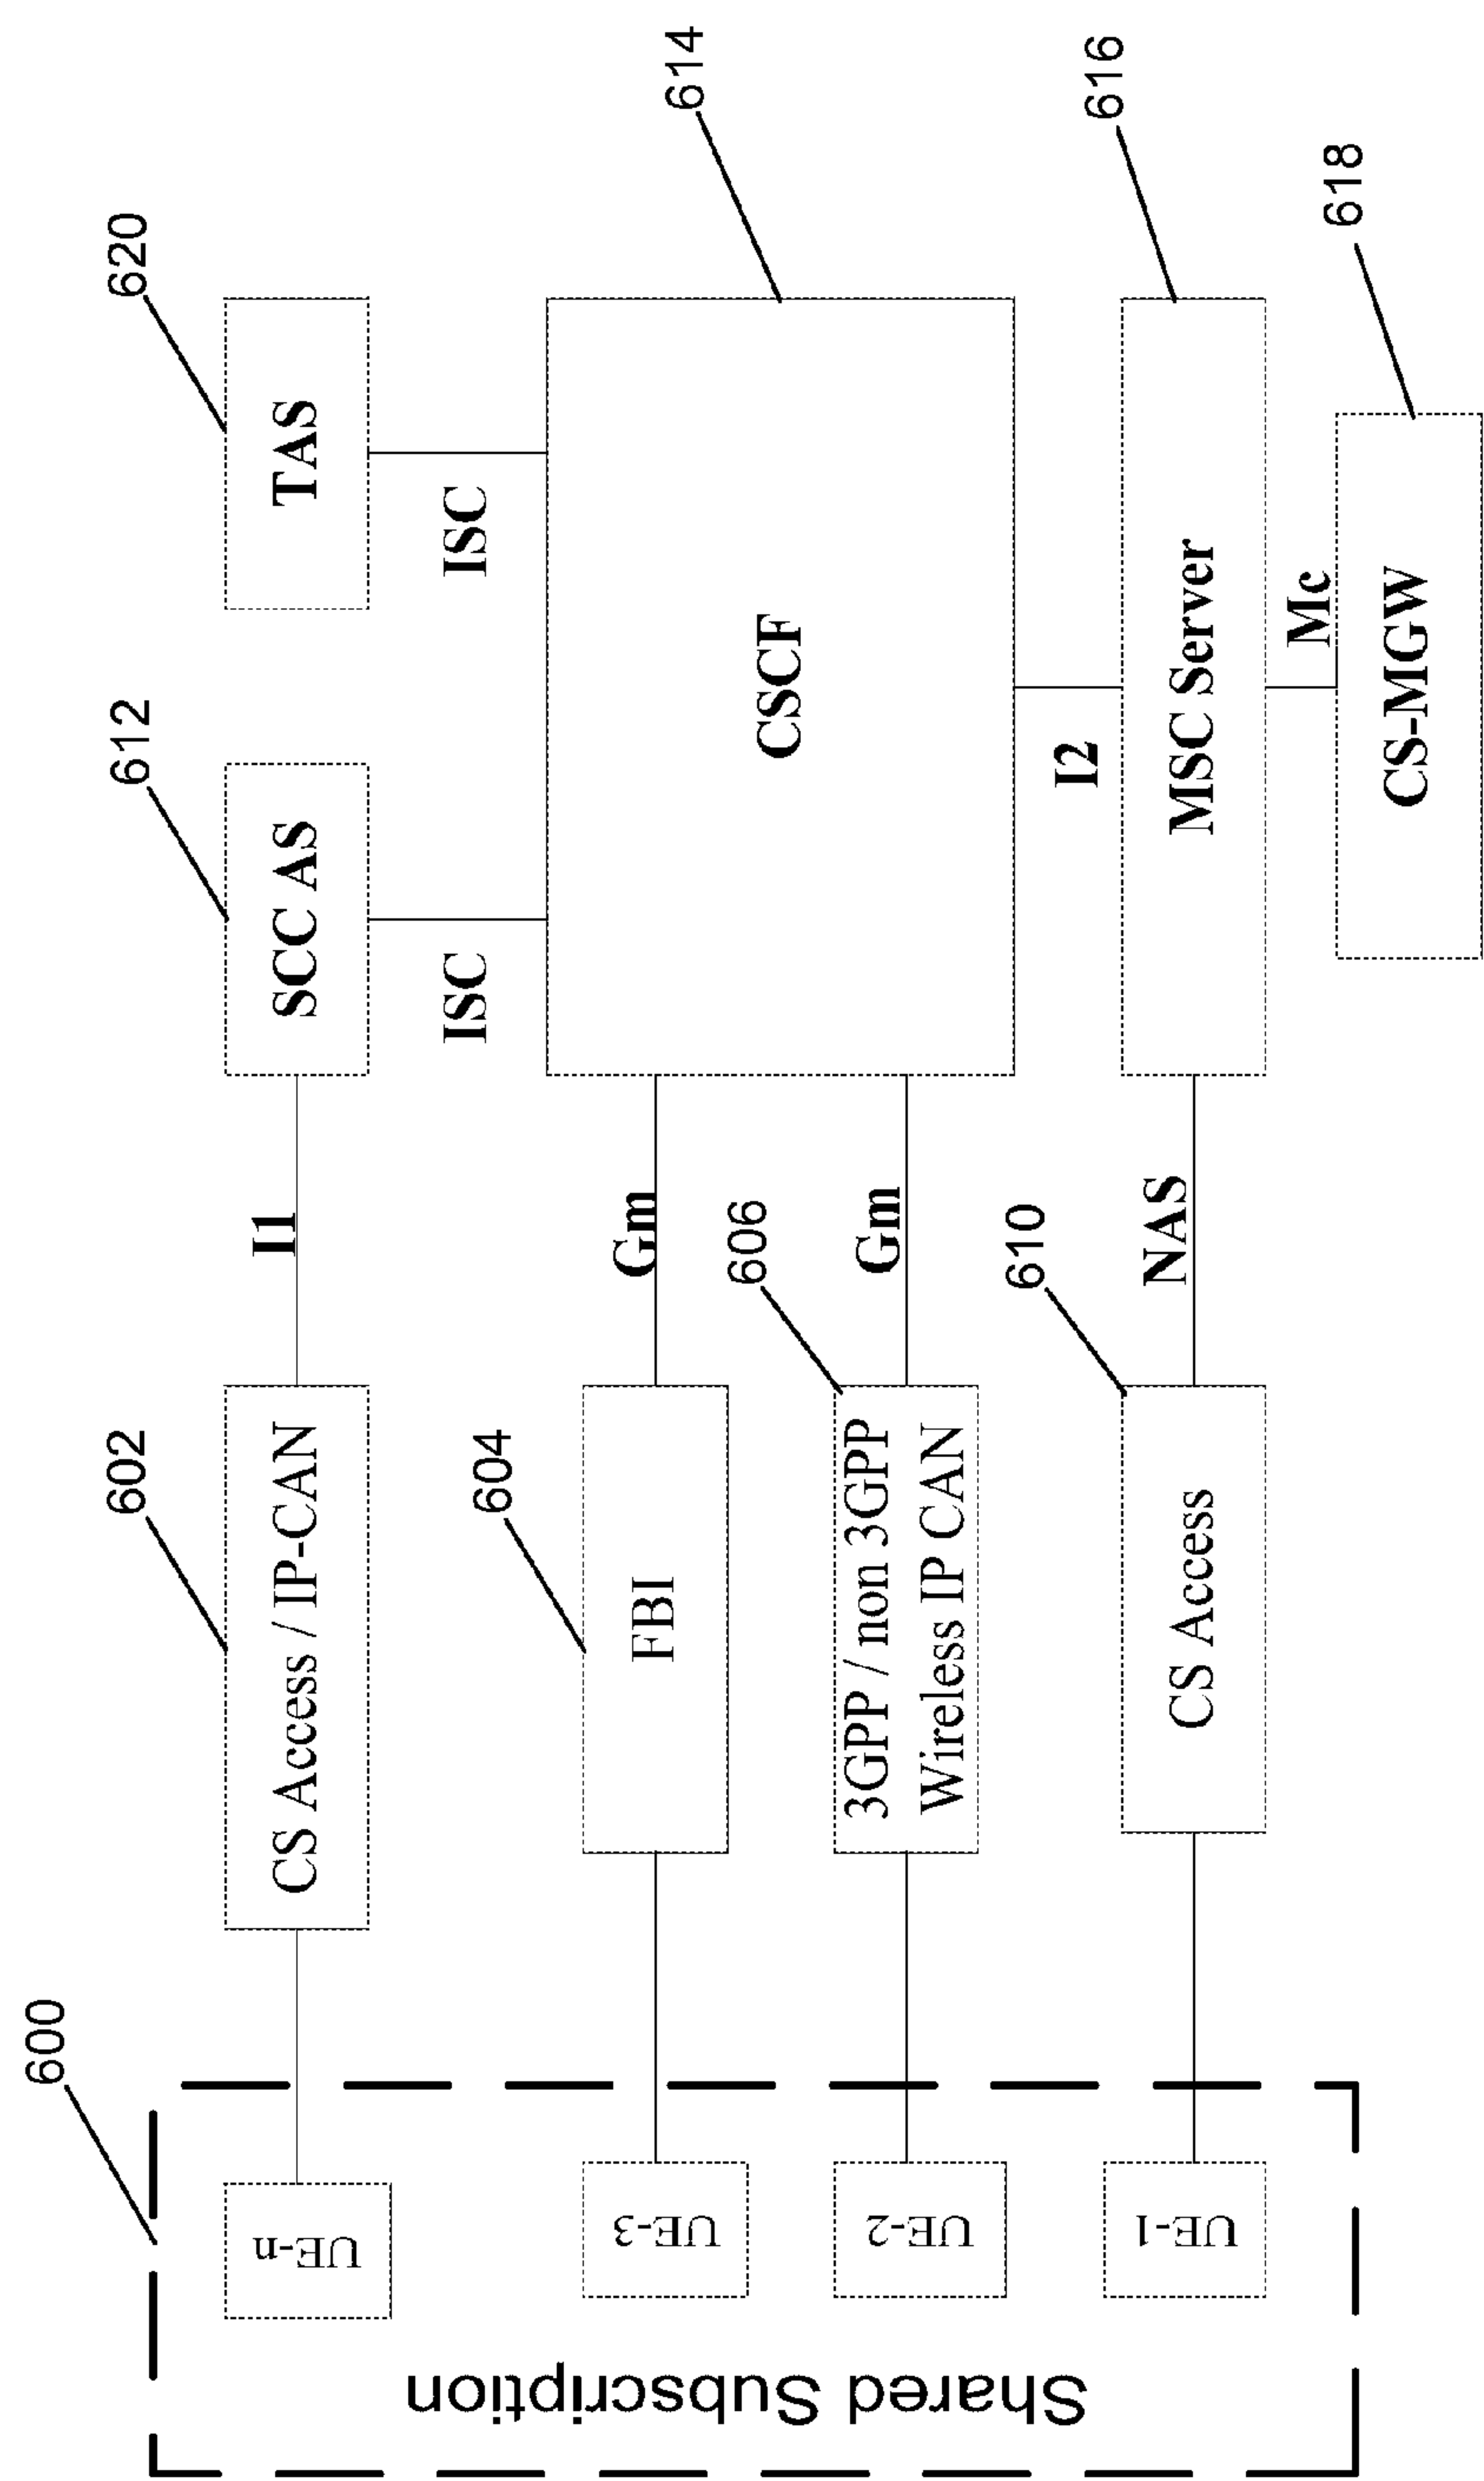 600
602
612
620
Shared Subscription
UE-n
CS Access / IP-CAN
I1
SCC AS
TAS
ISC
ISC
604
UE-3
FBI
Gm
CSCF
614
606
UE-2
3GPP / non 3GPP
Wireless IP CAN
Gm
610
I2
UE-1
CS Access
NAS
MSC Server
616
Mc
CS-MGW
618